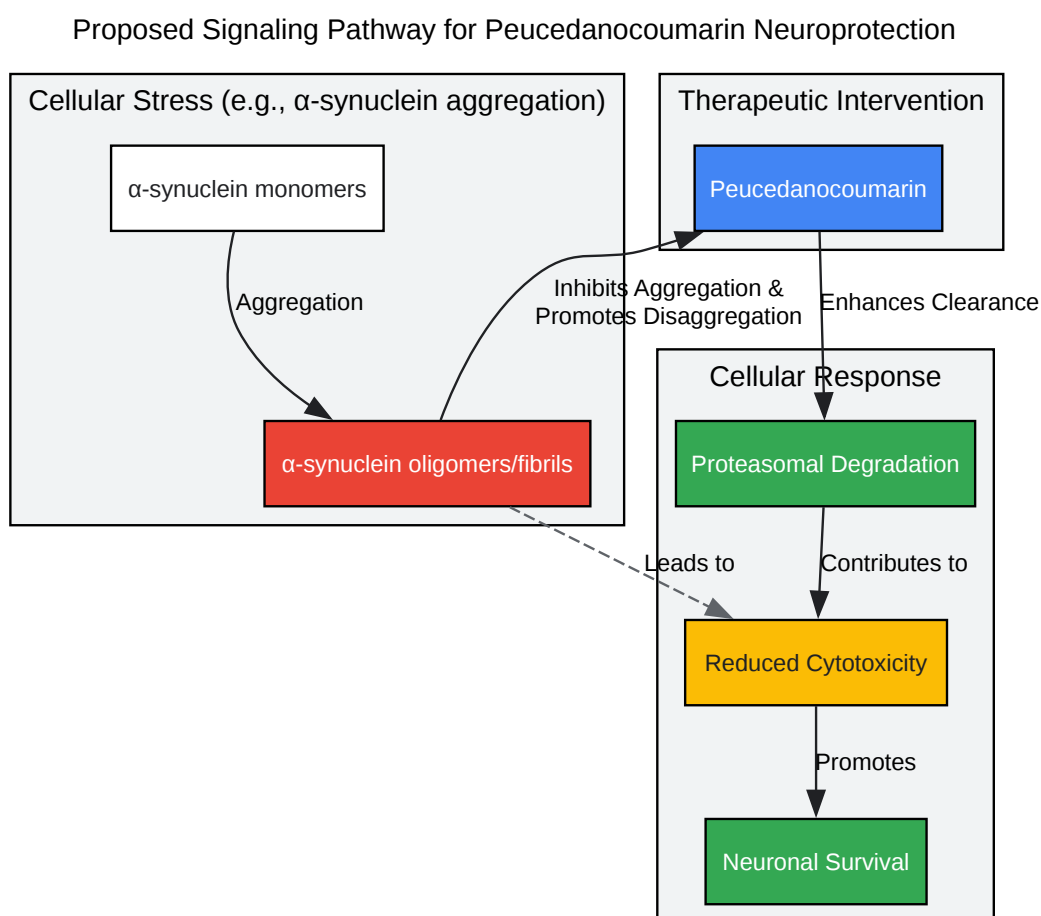 Proposed Signaling Pathway for Peucedanocoumarin Neuroprotection
Cellular Stress (e.g., α-synuclein aggregation)
Therapeutic Intervention
α-synuclein monomers
Peucedanocoumarin
Aggregation
Inhibits Aggregation &
Promotes Disaggregation
Enhances Clearance
Cellular Response
α-synuclein oligomers/fibrils
Proteasomal Degradation
Leads to
Contributes to
Reduced Cytotoxicity
Promotes
Neuronal Survival